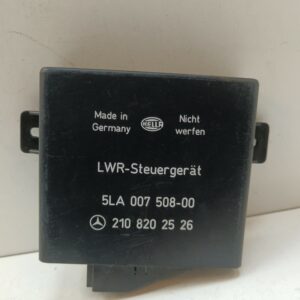 Made in
Germany
HELLA
Nicht
werfen
LWR-Steuergerät
5LA 007 508-00
210 820 25 26